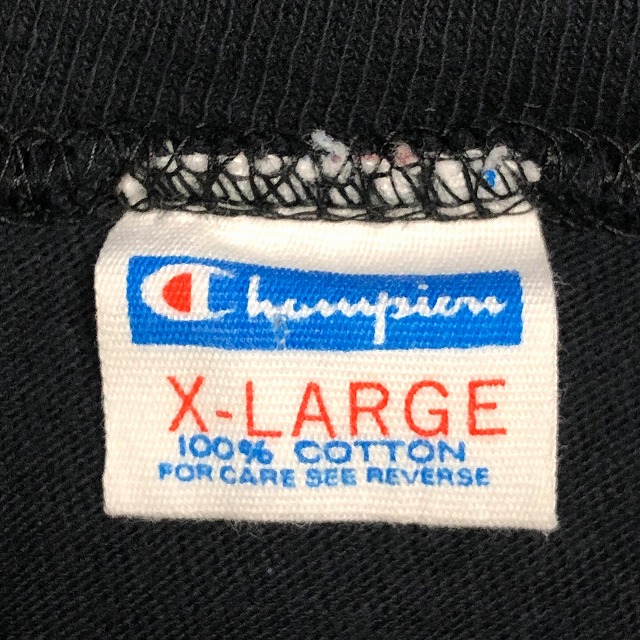 Champion
X-LARGE
100% COTTON
FOR CARE SEE REVERSE